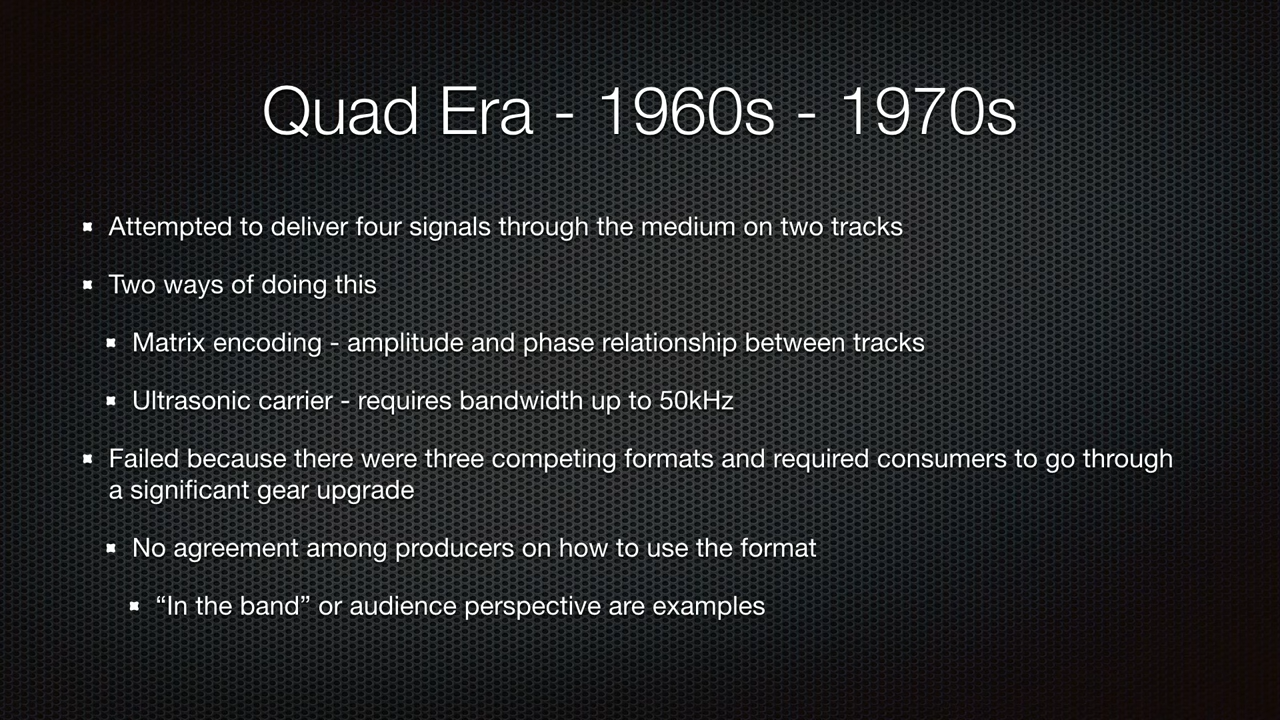 Quad Era - 1960s - 1970s
Attempted to deliver four signals through the medium on two tracks
Two ways of doing this
Matrix encoding - amplitude and phase relationship between tracks
Ultrasonic carrier - requires bandwidth up to 50kHz
Failed because there were three competing formats and required consumers to go through
a significant gear upgrade
No agreement among producers on how to use the format
“In the band” or audience perspective are examples